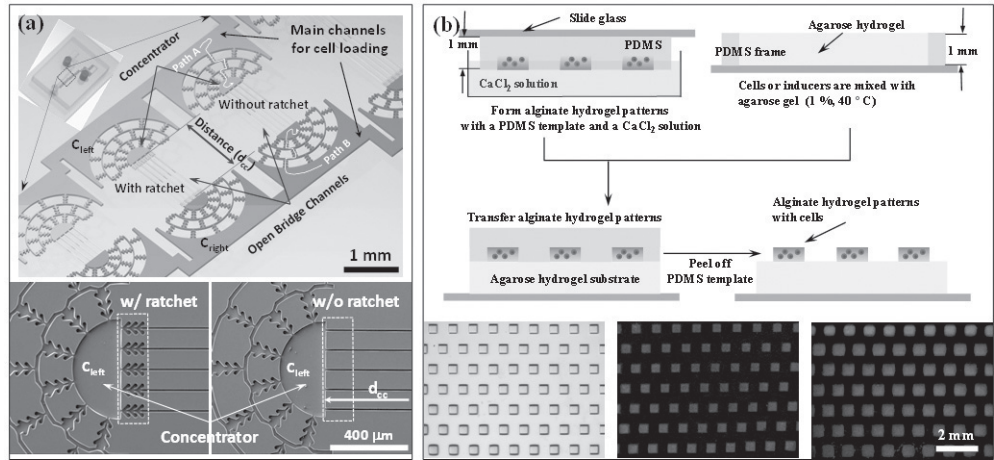 (a)
Main channels
for cell loading
Concentrator
Path A
Without ratchet
C left
Distance (dcc)
Path B
With ratchet
C right
Open Bridge Channels
1 mm
w/ ratchet
w/o ratchet
C left
C left
dcc
Concentrator
400 µm
(b)
Slide glass
1 mm
PDMS
CaCl2 solution
Form alginate hydrogel patterns
with a PDMS template and a CaCl2 solution
Agarose hydrogel
PDMS frame
1 mm
Cells or inducers are mixed with
agarose gel (1 %, 40 ° C)
Transfer alginate hydrogel patterns
Agarose hydrogel substrate
Peel off
PDMS template
Alginate hydrogel patterns
with cells
2 mm